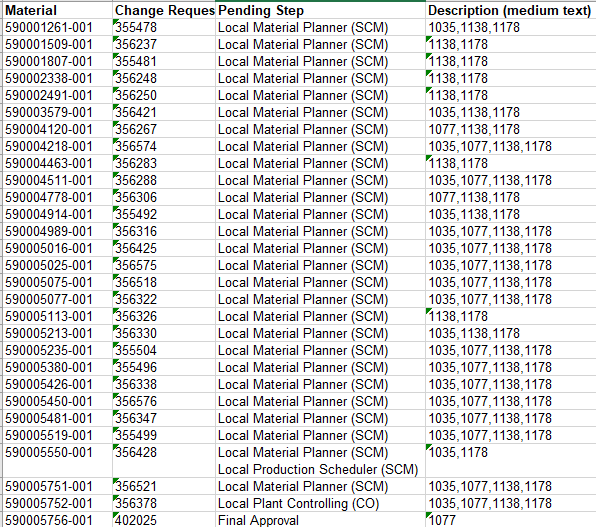 Material Change Reques Pending Step Description (medium text)
590001261-001 355478 Local Material Planner (SCM) 1035,1138,1178
590001509-001 356237 Local Material Planner (SCM) 1138,1178
590001807-001 355481 Local Material Planner (SCM) 1138,1178
590002338-001 356248 Local Material Planner (SCM) 1138,1178
590002491-001 356250 Local Material Planner (SCM) 1138,1178
590003579-001 356421 Local Material Planner (SCM) 1035,1138,1178
590004120-001 356267 Local Material Planner (SCM) 1077,1138,1178
590004218-001 356574 Local Material Planner (SCM) 1035,1077,1138,1178
590004463-001 356283 Local Material Planner (SCM) 1138,1178
590004511-001 356288 Local Material Planner (SCM) 1035,1077,1138,1178
590004778-001 356306 Local Material Planner (SCM) 1077,1138,1178
590004914-001 355492 Local Material Planner (SCM) 1035,1138,1178
590004989-001 356316 Local Material Planner (SCM) 1035,1077,1138,1178
590005016-001 356425 Local Material Planner (SCM) 1035,1077,1138,1178
590005025-001 356575 Local Material Planner (SCM) 1035,1077,1138,1178
590005075-001 356518 Local Material Planner (SCM) 1035,1077,1138,1178
590005077-001 356322 Local Material Planner (SCM) 1035,1077,1138,1178
590005113-001 356326 Local Material Planner (SCM) 1138,1178
590005213-001 356330 Local Material Planner (SCM) 1035,1138,1178
590005235-001 355504 Local Material Planner (SCM) 1035,1077,1138,1178
590005380-001 355496 Local Material Planner (SCM) 1035,1077,1138,1178
590005426-001 356338 Local Material Planner (SCM) 1035,1077,1138,1178
590005450-001 356576 Local Material Planner (SCM) 1035,1077,1138,1178
590005481-001 356347 Local Material Planner (SCM) 1035,1077,1138,1178
590005519-001 355499 Local Material Planner (SCM) 1035,1077,1138,1178
590005550-001 356428 Local Material Planner (SCM) 1035,1178
Local Production Scheduler (SCM)
590005751-001 356521 Local Material Planner (SCM) 1035,1077,1138,1178
590005752-001 356378 Local Plant Controlling (CO) 1035,1077,1138,1178
590005756-001 402025 Final Approval 1077